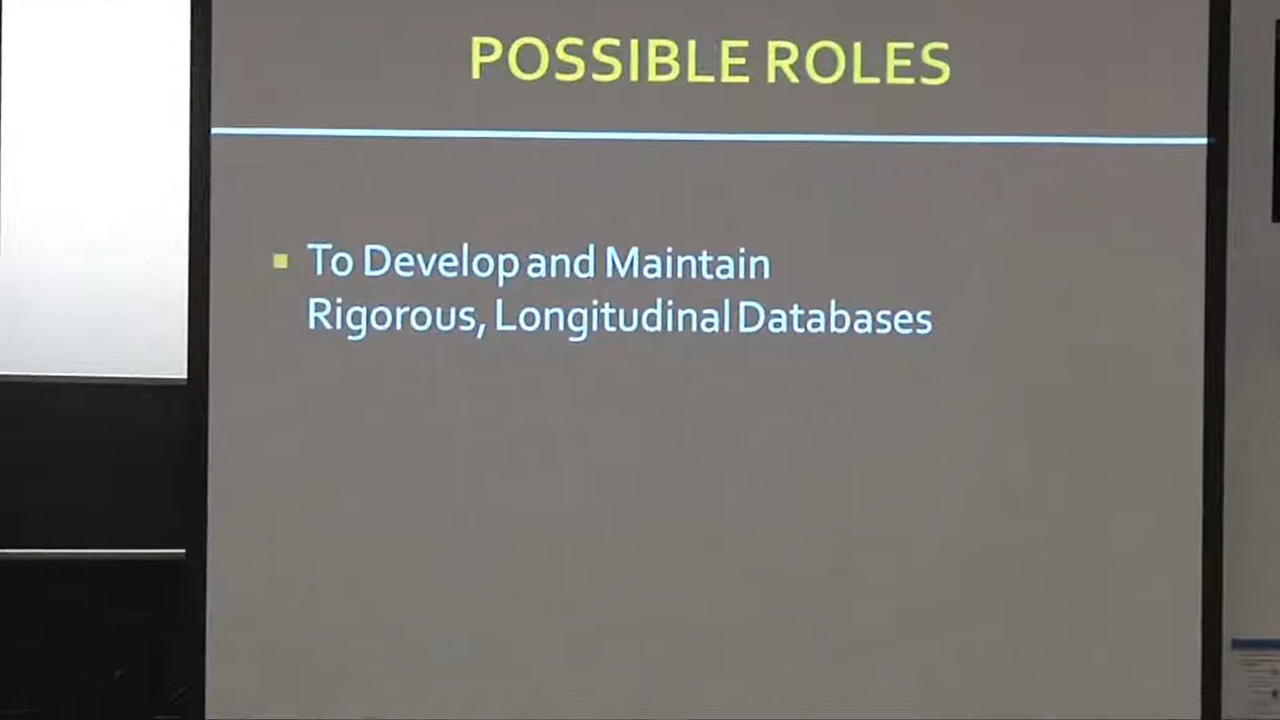 POSSIBLE ROLES
To Develop and Maintain
Rigorous, Longitudinal Databases